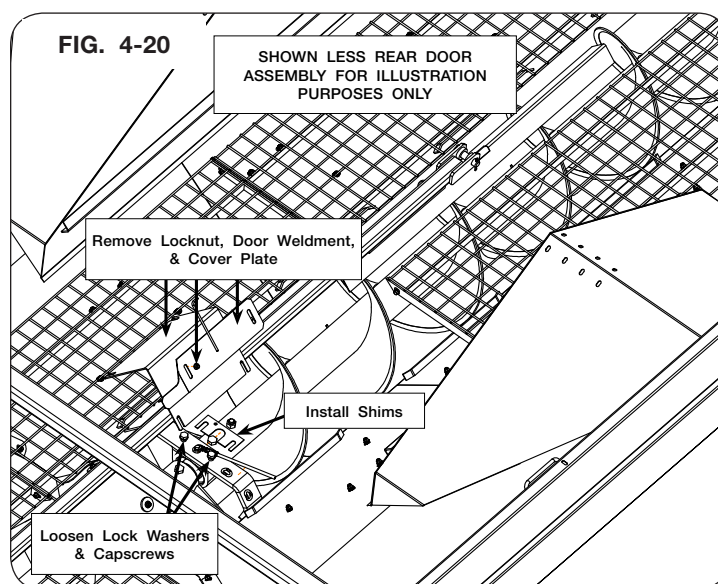 FIG. 4-20
SHOWN LESS REAR DOOR
ASSEMBLY FOR ILLUSTRATION
PURPOSES ONLY
Remove Locknut, Door Weldment,
& Cover Plate
Install Shims
Loosen Lock Washers
& Capscrews